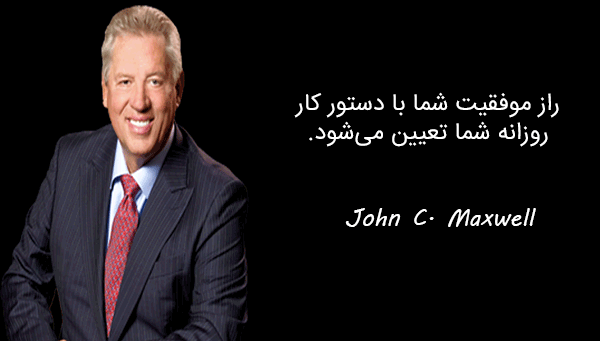 راز موفقیت شما با دستور کار
روزانه شما تعیین می‌شود.
John C. Maxwell